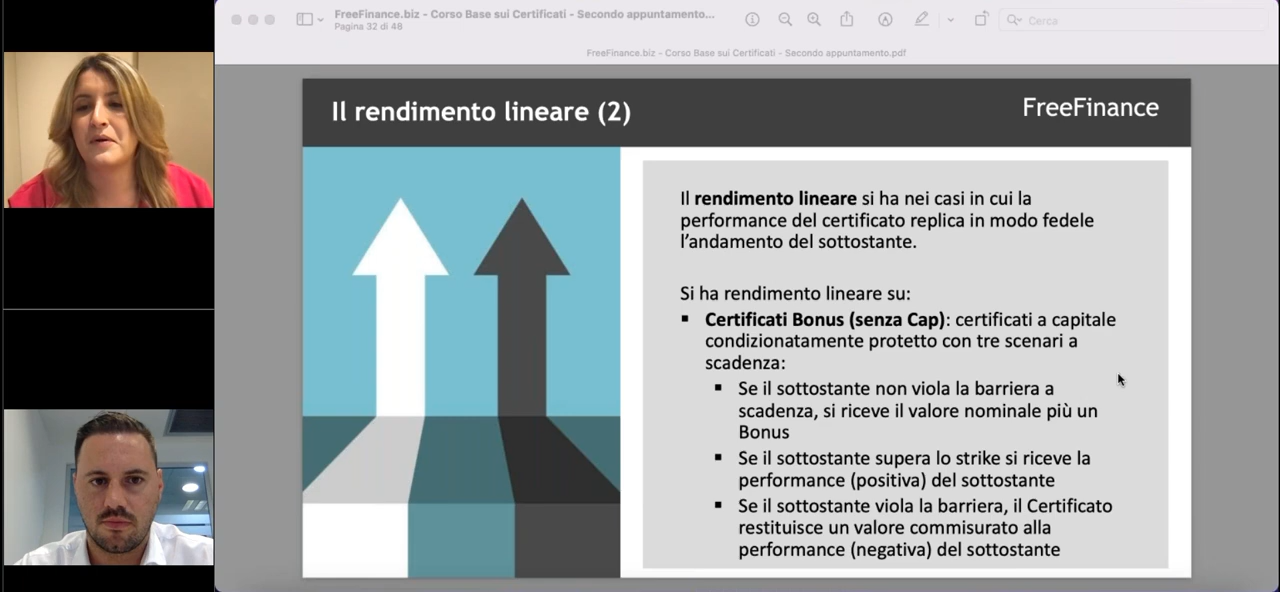 FreeFinance.biz - Corso Base sui Certificati - Secondo appuntamento...
Pagina 32 di 48
Cerca
FreeFinance.biz - Corso Base sui Certificati - Secondo appuntamento.pdf
Il rendimento lineare (2)
FreeFinance
Il rendimento lineare si ha nei casi in cui la
performance del certificato replica in modo fedele
l’andamento del sottostante.
Si ha rendimento lineare su:
▪ Certificati Bonus (senza Cap): certificati a capitale
condizionatamente protetto con tre scenari a
scadenza:
▪ Se il sottostante non viola la barriera a
scadenza, si riceve il valore nominale più un
Bonus
▪ Se il sottostante supera lo strike si riceve la
performance (positiva) del sottostante
▪ Se il sottostante viola la barriera, il Certificato
restituisce un valore commisurato alla
performance (negativa) del sottostante